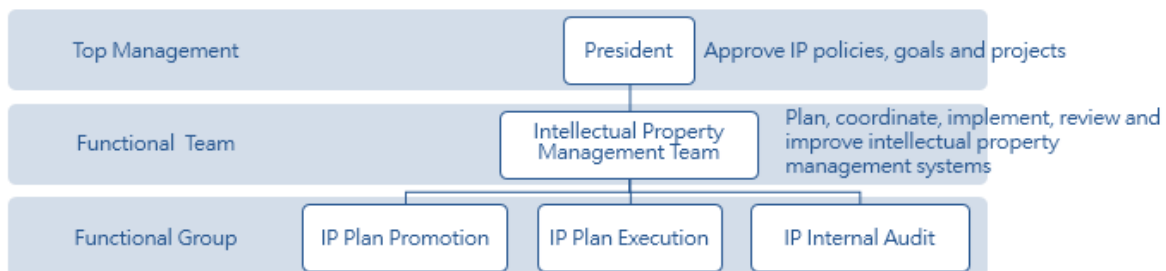 Top Management
President
Approve IP policies, goals and projects
Functional Team
Intellectual Property
Management Team
Plan, coordinate, implement, review and
improve intellectual property
management systems
Functional Group
IP Plan Promotion
IP Plan Execution
IP Internal Audit